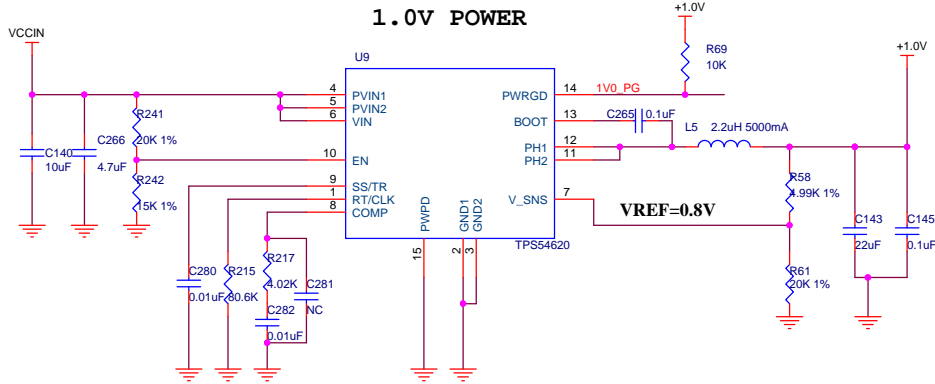 1.0V POWER
+1.0V
VCCIN
+1.0V
U9
R69
10K
4
PVIN1
5
PVIN2
6
VIN
PWRGD
14
1V0_PG
BOOT
13
C265
0.1uF
L5
2.2uH 5000mA
R241
20K 1%
C140
10uF
C266
4.7uF
PH1
12
PH2
11
10
EN
R242
15K 1%
9
SS/TR
1
RT/CLK
8
COMP
V_SNS
7
VREF=0.8V
R58
4.99K 1%
PWPD
GND1
GND2
TPS54620
15
2
3
C143
22uF
C145
0.1uF
C280
0.01uF
R215
80.6K
R217
4.02K
C281
NC
C282
0.01uF
R61
20K 1%